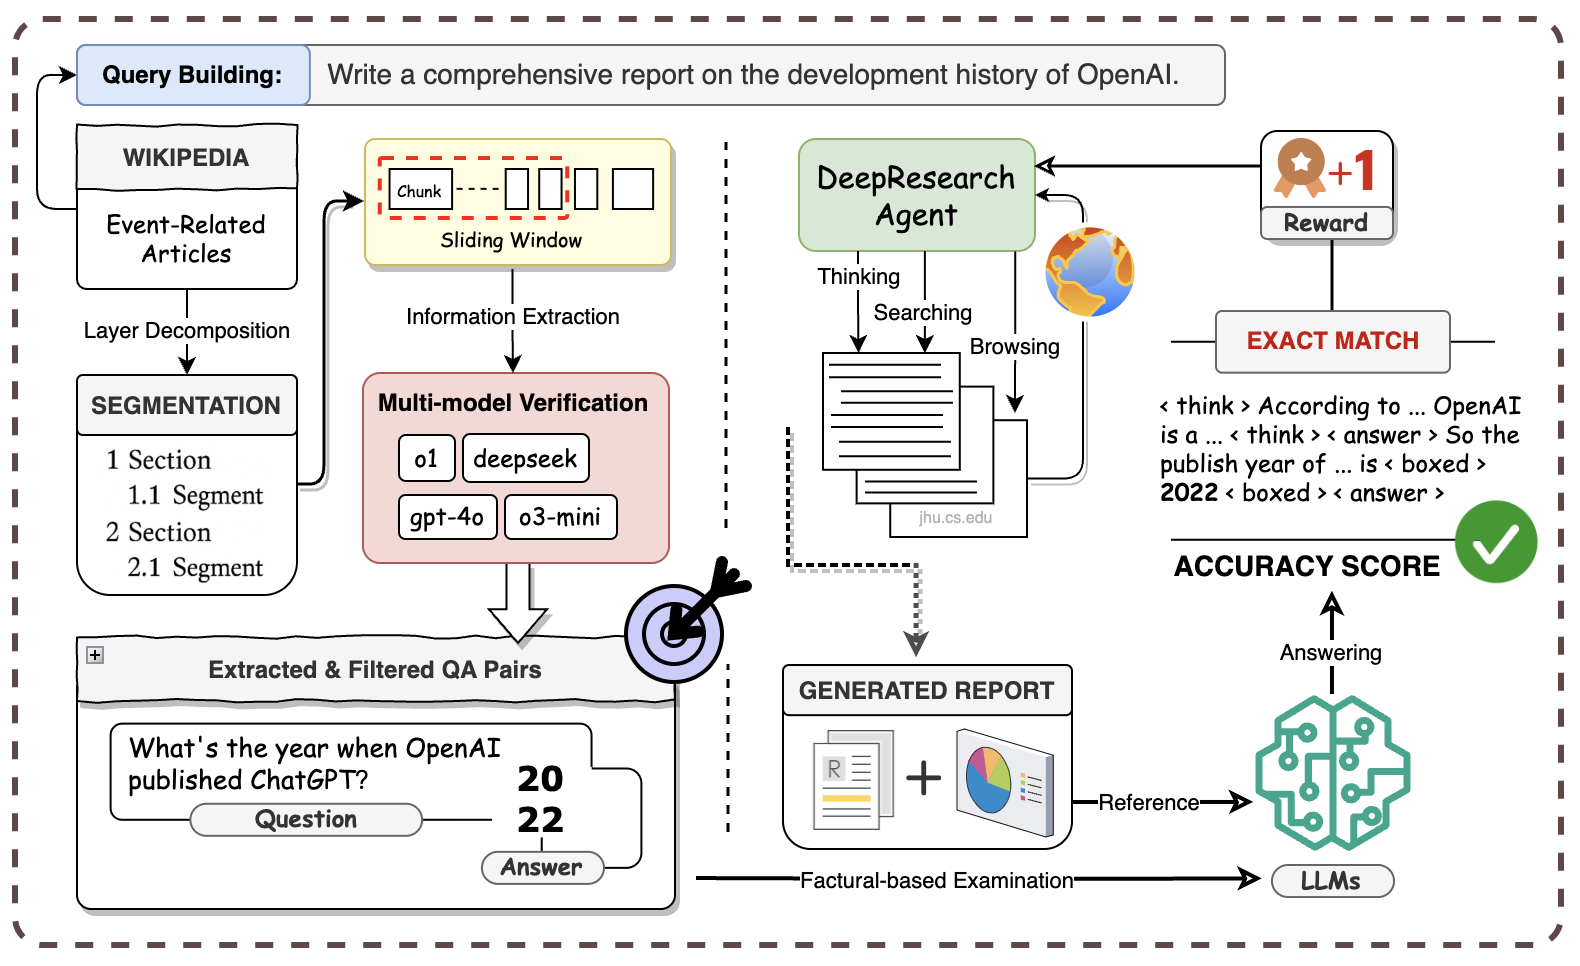 Query Building:
Write a comprehensive report on the development history of OpenAI.
WIKIPEDIA
Event-Related
Articles
Layer Decomposition
SEGMENTATION
1 Section
1.1 Segment
2 Section
2.1 Segment
Chunk
Sliding Window
Information Extraction
Multi-model Verification
o1
deepseek
gpt-4o
o3-mini
Extracted & Filtered QA Pairs
What's the year when OpenAI
published ChatGPT?
Question
20
22
Answer
DeepResearch
Agent
Thinking
Searching
Browsing
jhu.cs.edu
GENERATED REPORT
R
Reference
Factural-based Examination
+1
Reward
EXACT MATCH
< think > According to ... OpenAI
is a ... < think > < answer > So the
publish year of ... is < boxed >
2022 < boxed > < answer >
ACCURACY SCORE
Answering
LLMs